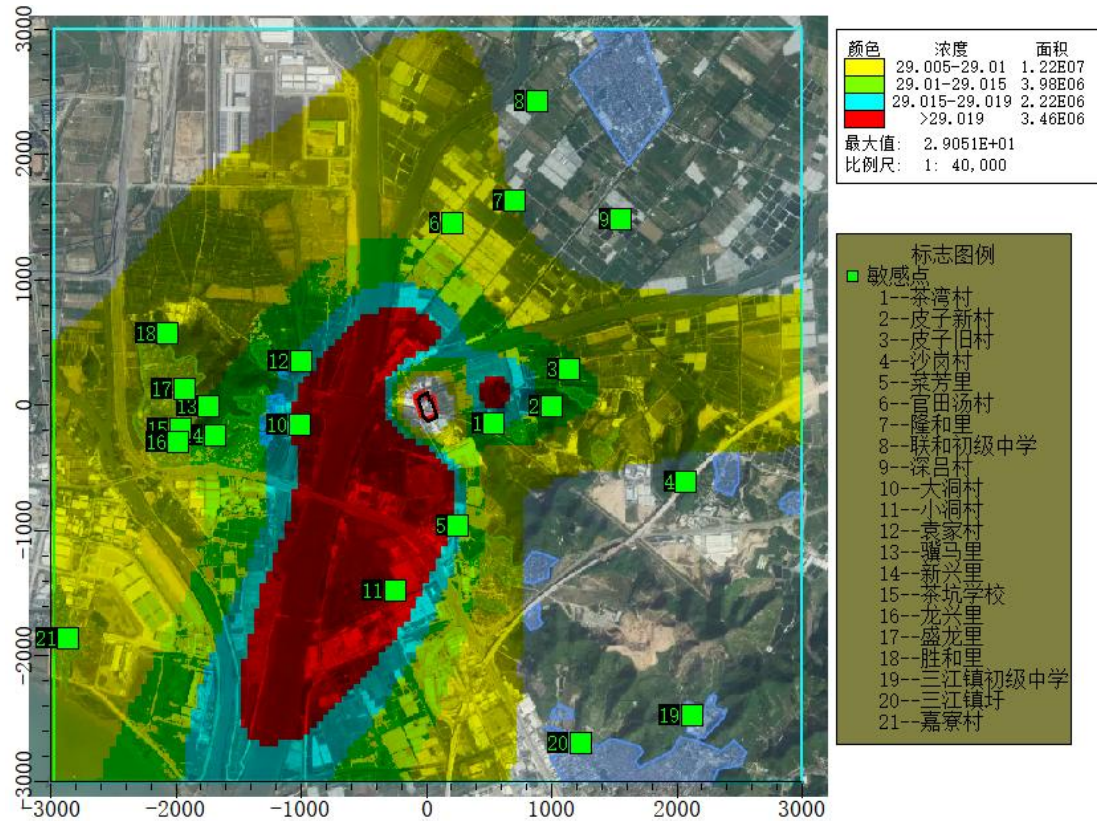 颜色 浓度 面积
29.005-29.01 1.22E07
29.01-29.015 3.98E06
29.015-29.019 2.22E06
>29.019 3.46E06
最大值: 2.9051E+01
比例尺: 1: 40,000
标志图例
敏感点
1--茶湾村
2--皮子新村
3--皮子旧村
4--沙岗村
5--菜芳里
6--官田汤村
7--隆和里
8--联和初级中学
9--深吕村
10--大洞村
11--小洞村
12--袁家村
13--骥马里
14--新兴里
15--茶坑学校
16--龙兴里
17--盛龙里
18--胜和里
19--三江镇初级中学
20--三江镇圩
21--嘉寮村
3000
2000
1000
0
-1000
-2000
-3000
-3000 -2000 -1000 0 1000 2000 3000
8
7
6
9
18
12
3
17
13
2
10
1
15
4
16
4
5
11
21
19
20